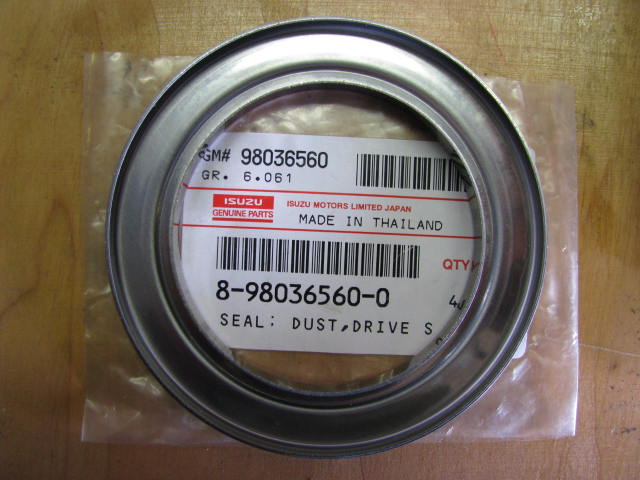 GM# 98036560
GR. 6.061
ISUZU
GENUINE PARTS
ISUZU MOTORS LIMITED JAPAN
MADE IN THAILAND
QTY
8-98036560-0
SEAL; DUST,DRIVE S